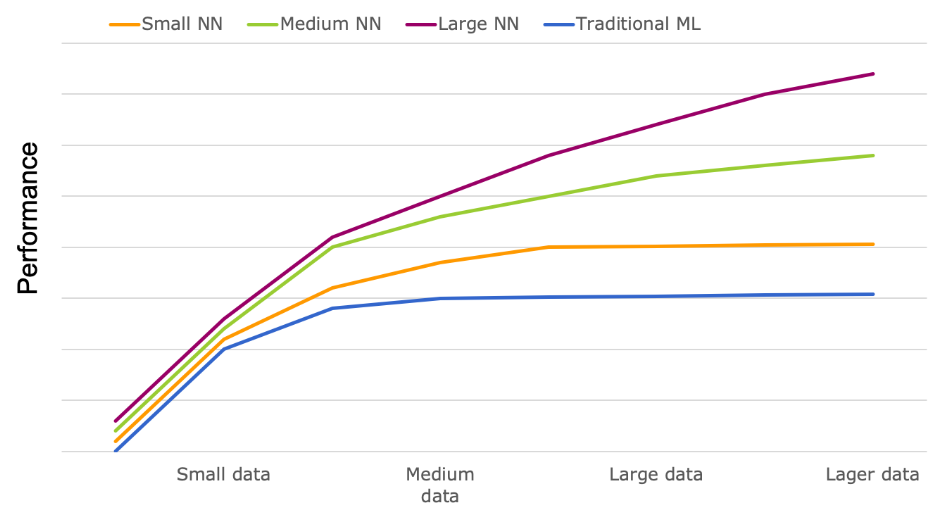 Small NN Medium NN Large NN Traditional ML
Performance
Small data
Medium
data
Large data
Lager data